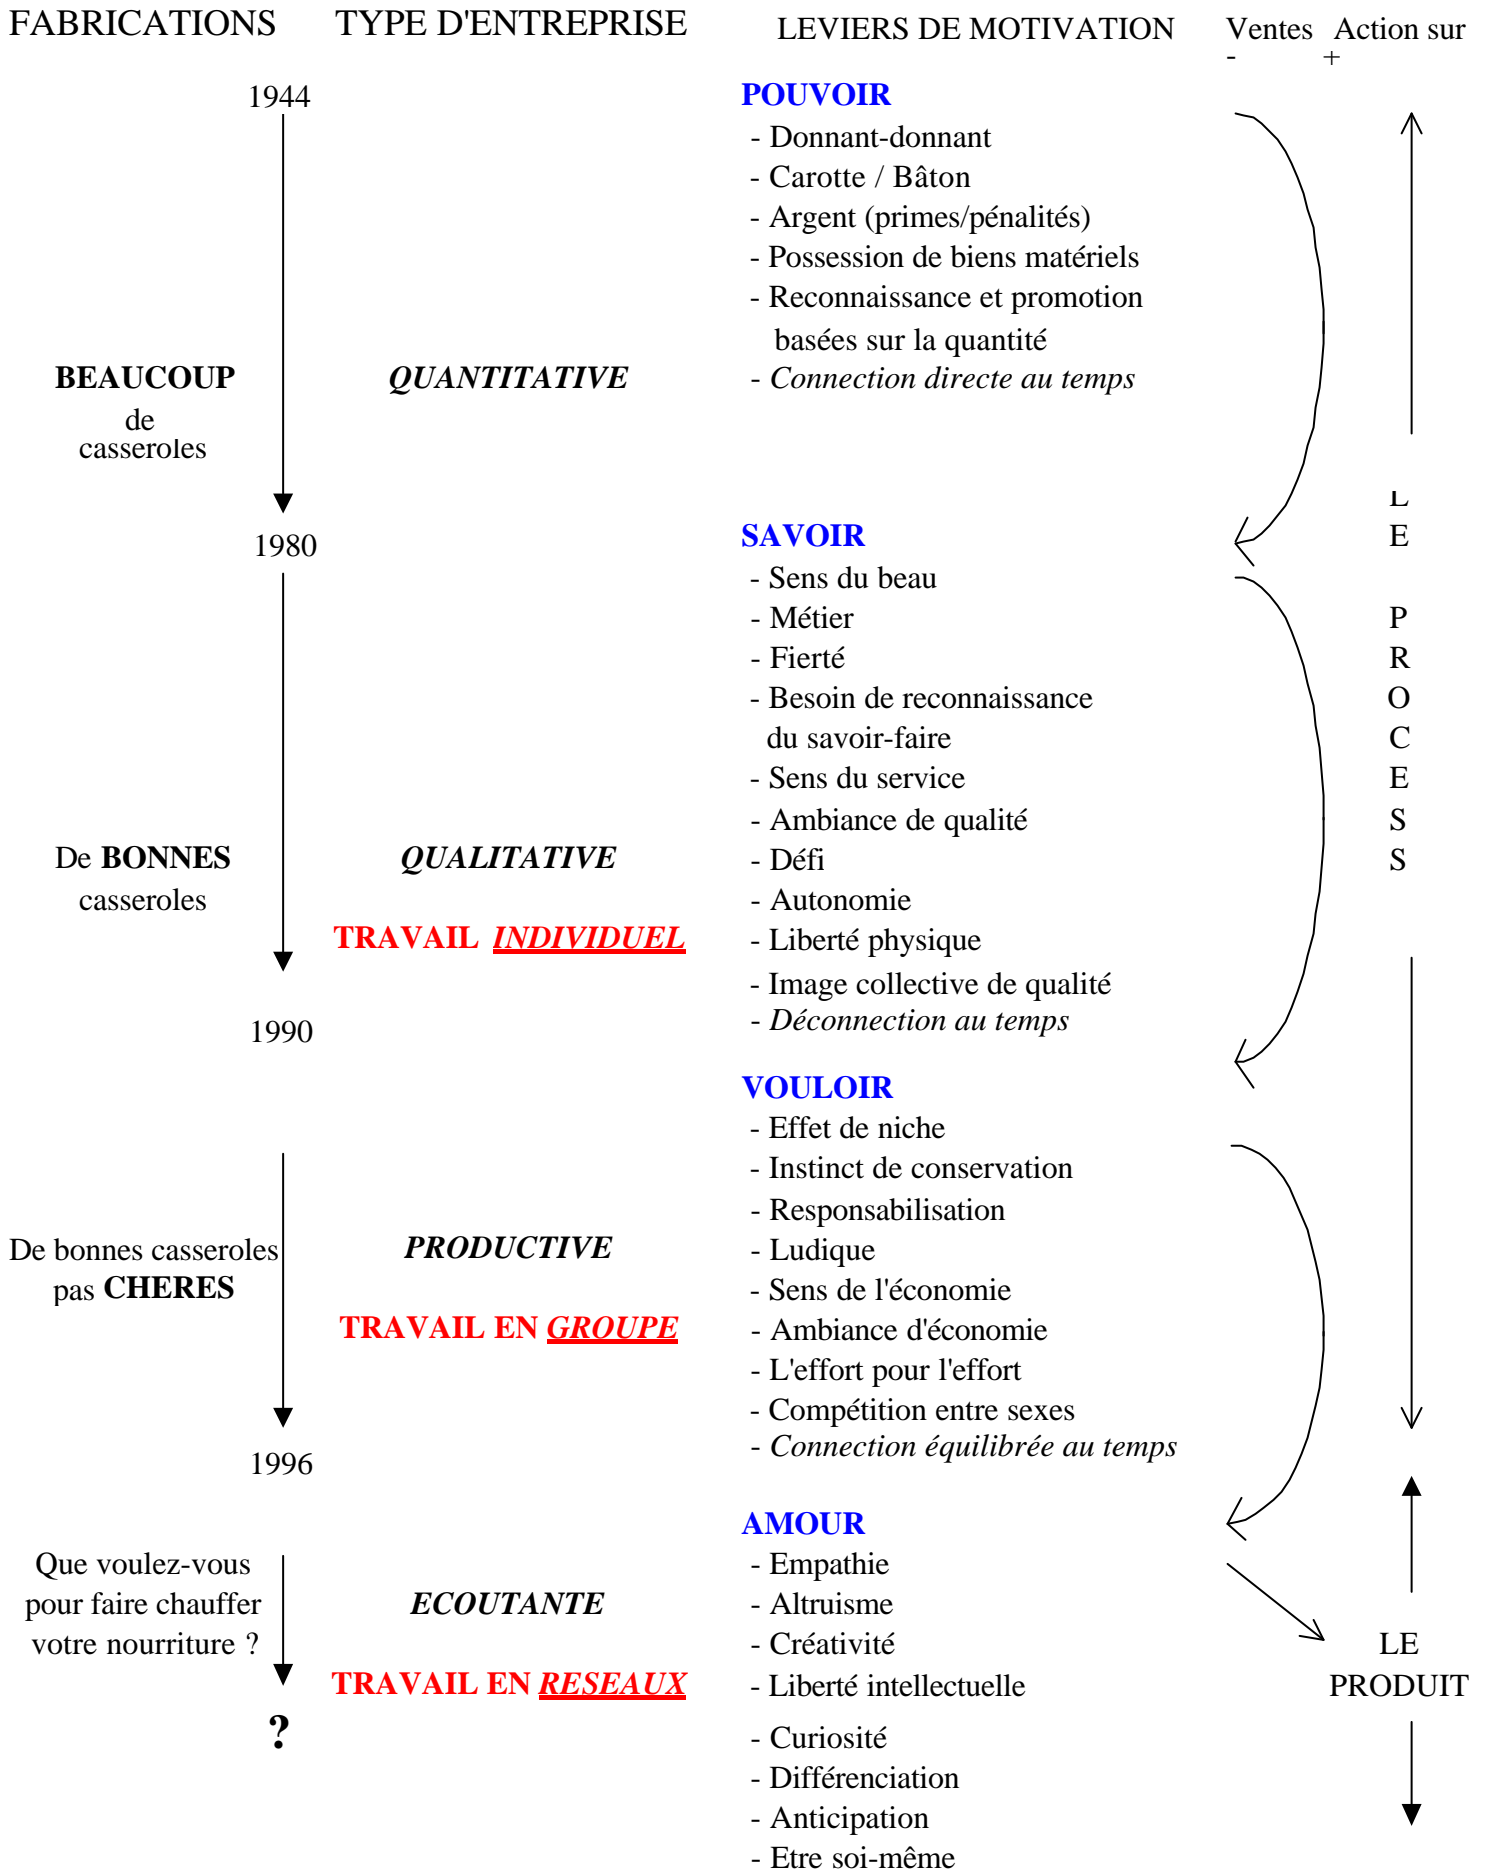 FABRICATIONS TYPE D'ENTREPRISE LEVIERS DE MOTIVATION Ventes Action sur
- +
1944 POUVOIR
- Donnant-donnant
- Carotte / Bâton
- Argent (primes/pénalités)
- Possession de biens matériels
- Reconnaissance et promotion
basées sur la quantité
BEAUCOUP QUANTITATIVE - Connection directe au temps
de
casseroles
1980 SAVOIR
- Sens du beau
- Métier
- Fierté
- Besoin de reconnaissance
du savoir-faire
- Sens du service
- Ambiance de qualité
De BONNES QUALITATIVE - Défi
casseroles - Autonomie
TRAVAIL INDIVIDUEL - Liberté physique
- Image collective de qualité
1990 - Déconnection au temps
VOULOIR
- Effet de niche
- Instinct de conservation
- Responsabilisation
De bonnes casseroles PRODUCTIVE - Ludique
pas CHERES - Sens de l'économie
TRAVAIL EN GROUPE - Ambiance d'économie
- L'effort pour l'effort
- Compétition entre sexes
1996 - Connection équilibrée au temps
L
E
P
R
O
C
E
S
S
AMOUR
Que voulez-vous - Empathie
pour faire chauffer ECOUTANTE - Altruisme
votre nourriture ? - Créativité LE
TRAVAIL EN RESEAUX - Liberté intellectuelle PRODUIT
? - Curiosité
- Différenciation
- Anticipation
- Etre soi-même